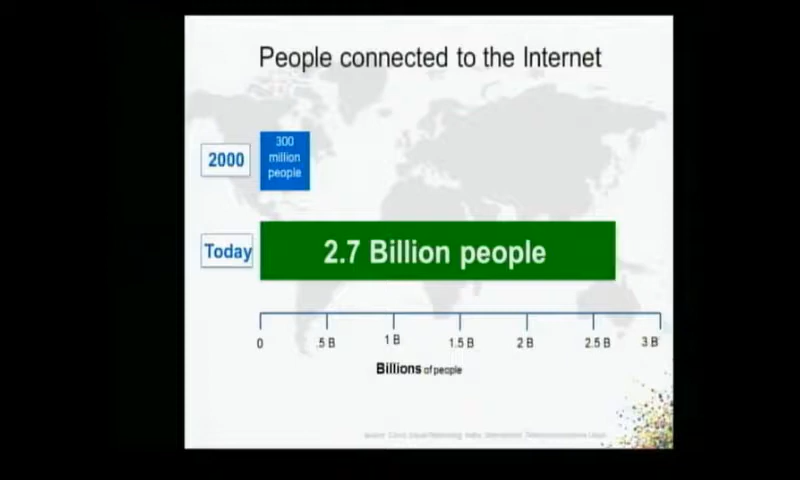 People connected to the Internet
2000
300
million
people
Today
2.7 Billion people
0 .5 B 1 B 1.5 B 2 B 2.5 B 3 B
Billions of people